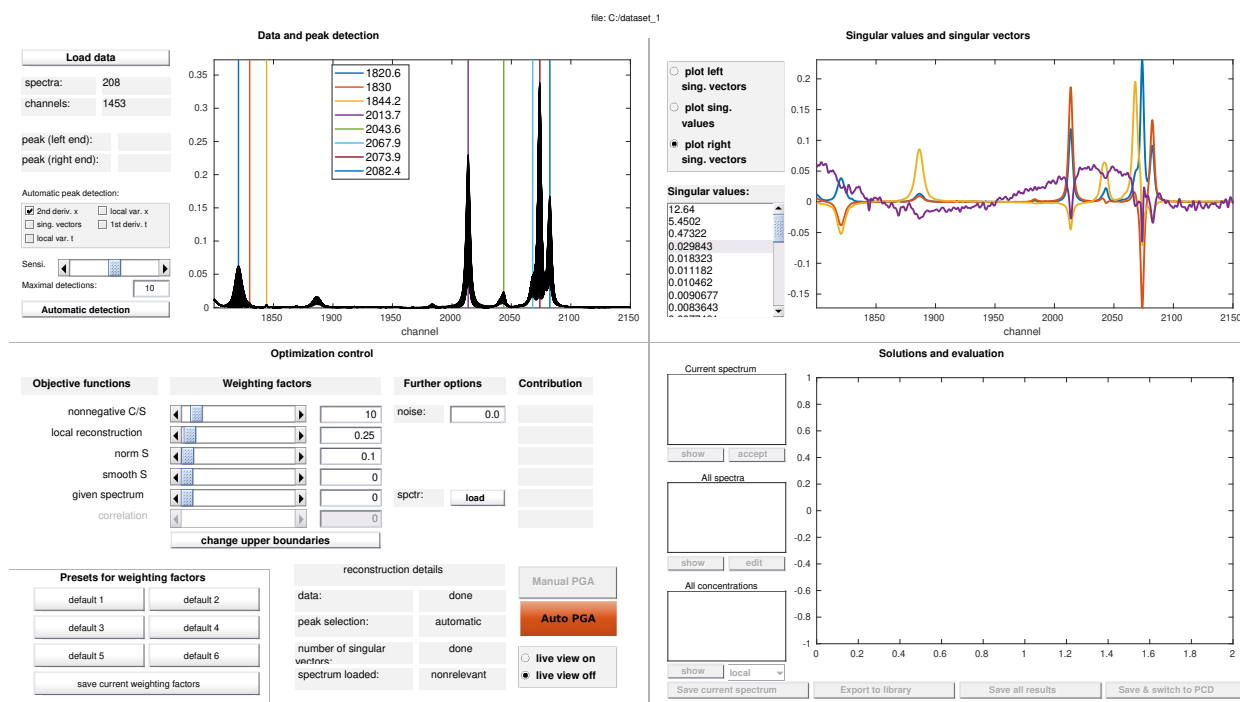 file: C:/dataset_1
Data and peak detection
Load data
spectra: 208
channels: 1453
peak (left end):
peak (right end):
Automatic peak detection:
2nd deriv. x local var. x
sing. vectors 1st deriv. t
local var. t
Sensi.
Maximal detections: 10
Automatic detection
0.35
0.3
0.25
0.2
0.15
0.1
0.05
0
1820.6
1830
1844.2
2013.7
2043.6
2067.9
2073.9
2082.4
1850 1900 1950 2000 2050 2100 2150
channel
Singular values and singular vectors
plot left
sing. vectors
plot sing.
values
plot right
sing. vectors
Singular values:
12.64
5.4502
0.47322
0.029843
0.018323
0.011182
0.010462
0.0090677
0.0083643
0.2
0.15
0.1
0.05
0
-0.05
-0.1
-0.15
1850 1900 1950 2000 2050 2100 2150
channel
Optimization control
Objective functions Weighting factors Further options Contribution
nonnegative C/S 10 noise: 0.0
local reconstruction 0.25
norm S 0.1
smooth S 0
given spectrum 0 spctr: load
correlation 0
change upper boundaries
Presets for weighting factors
default 1 default 2
default 3 default 4
default 5 default 6
save current weighting factors
reconstruction details
data: done
peak selection: automatic
number of singular done
vectors:
spectrum loaded: nonrelevant
Manual PGA
Auto PGA
live view on
live view off
Solutions and evaluation
Current spectrum
show accept
All spectra
show edit
All concentrations
show local
1
0.8
0.6
0.4
0.2
0
-0.2
-0.4
-0.6
-0.8
-1
0 0.2 0.4 0.6 0.8 1 1.2 1.4 1.6 1.8 2
Save current spectrum Export to library Save all results Save & switch to PCD